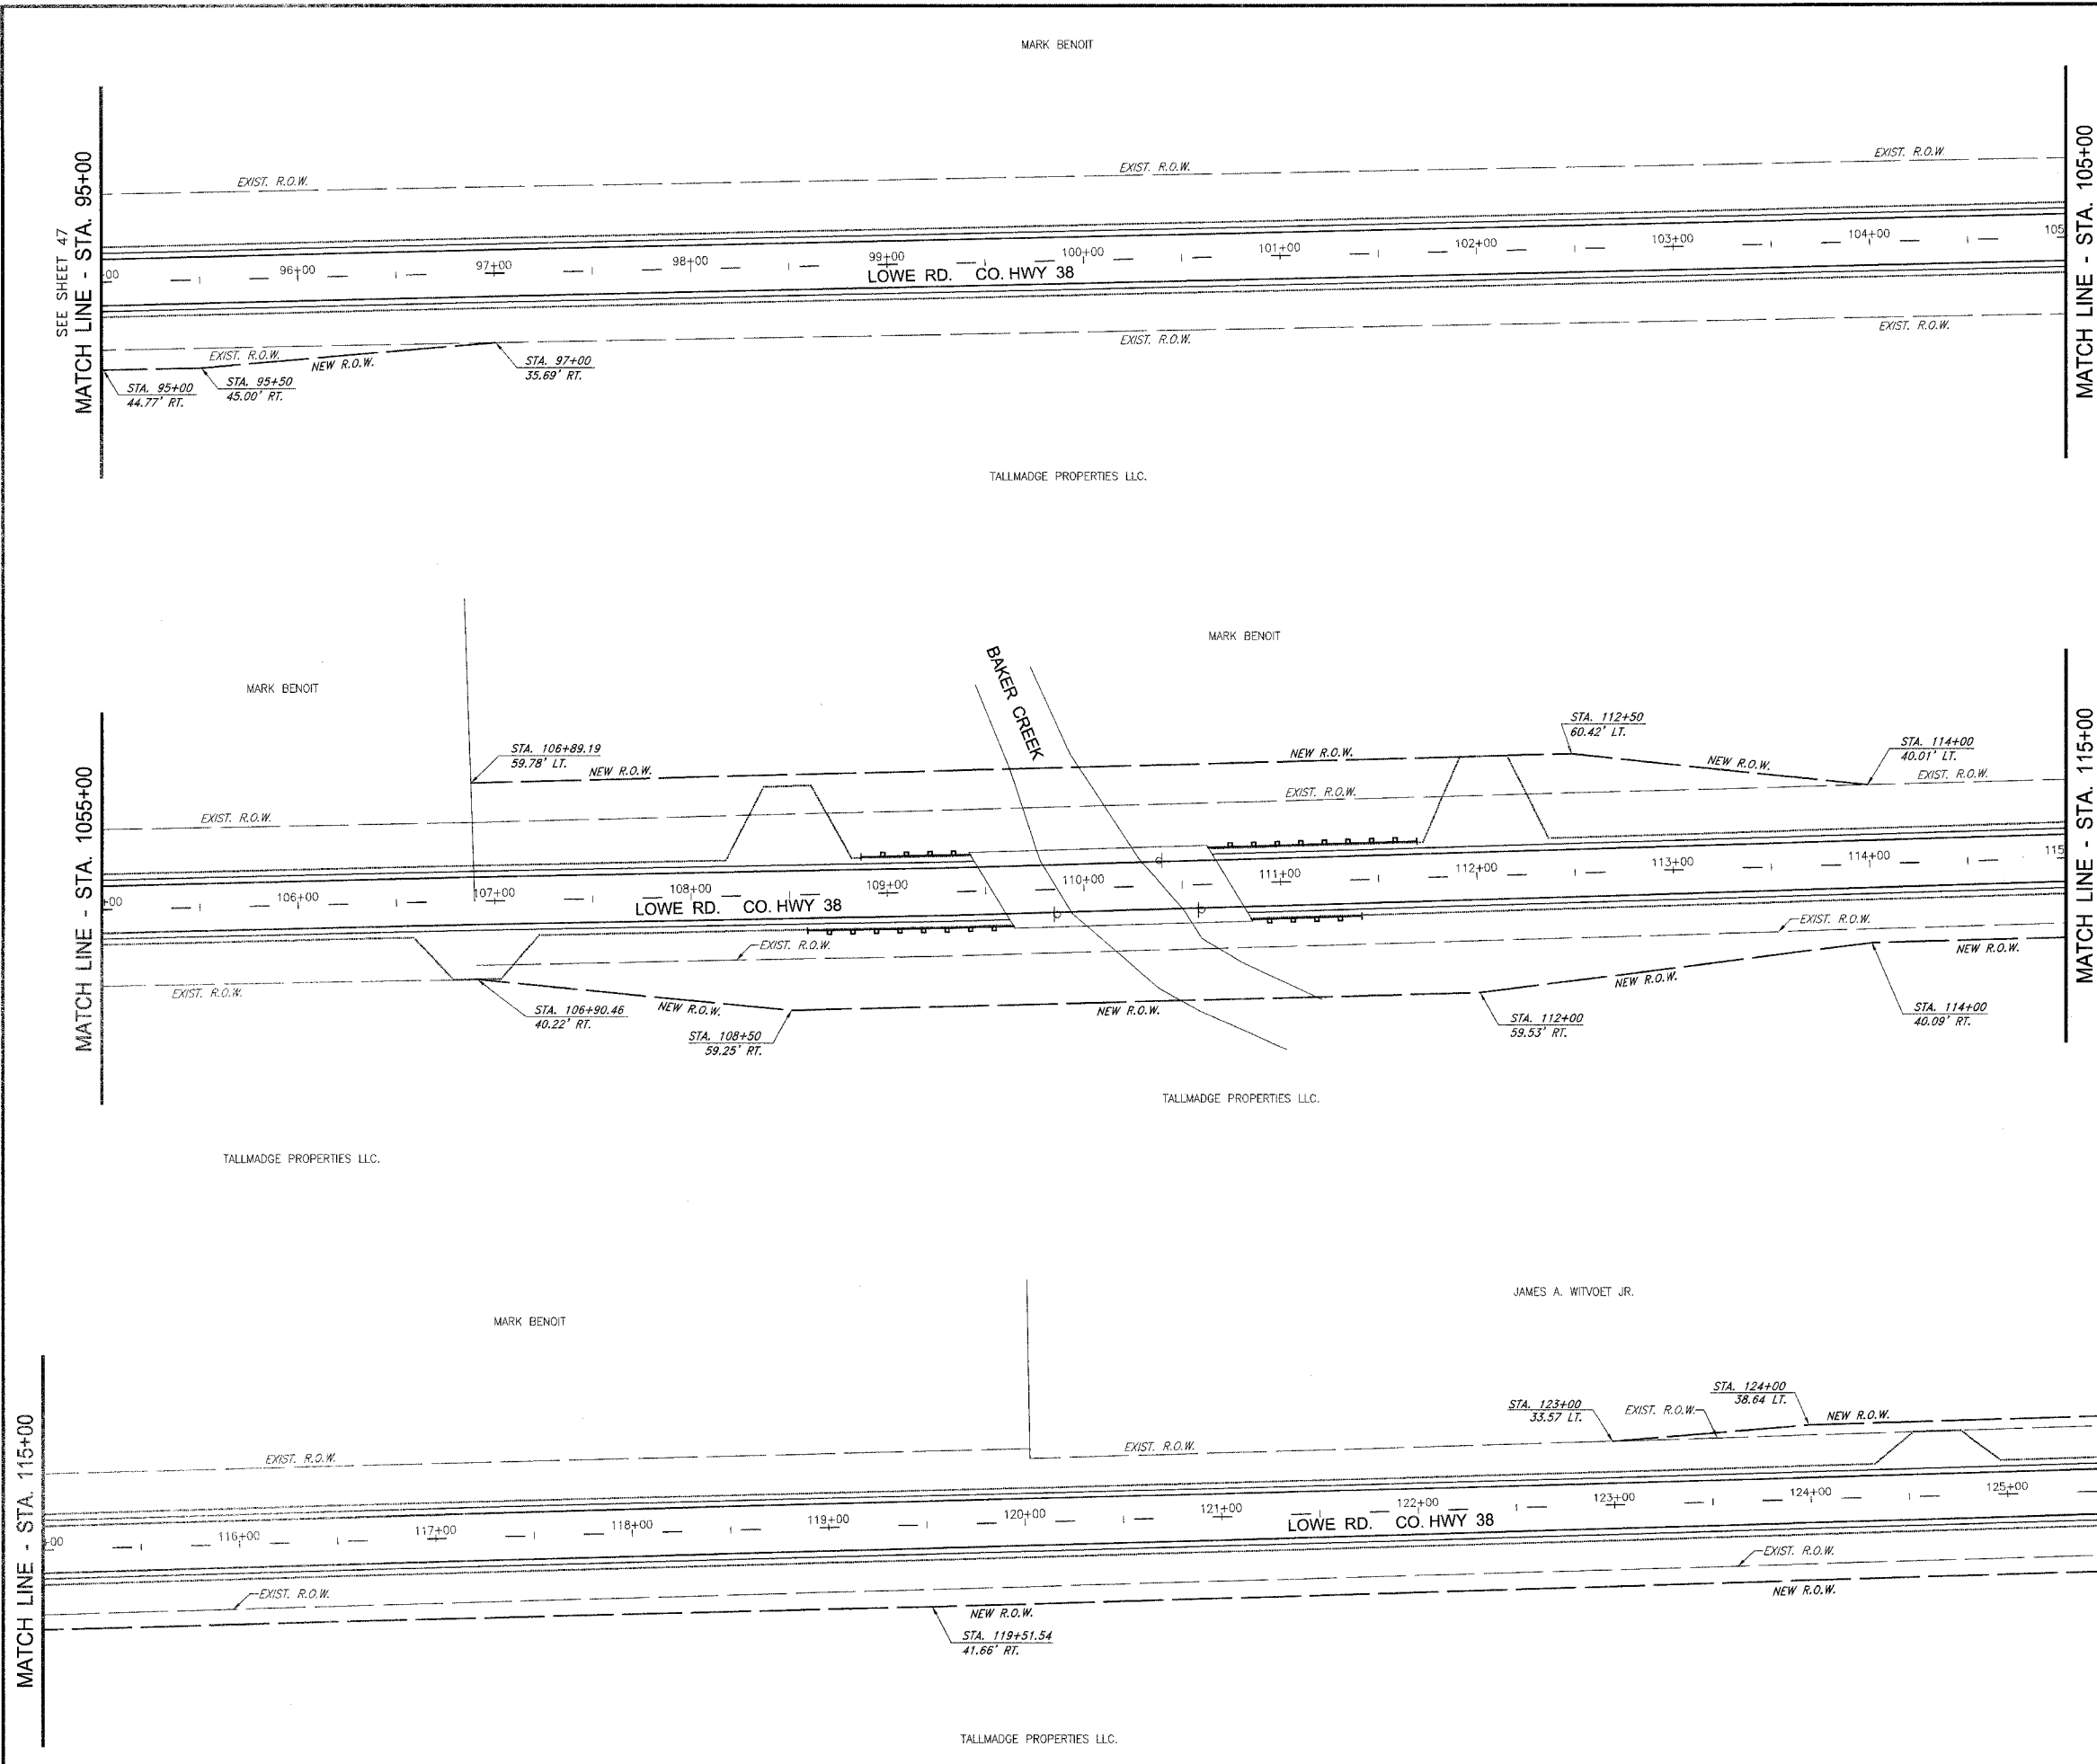 MARK BENOIT
SEE SHEET 47
MATCH LINE - STA. 95+00
MATCH LINE - STA. 105+00
EXIST. R.O.W.
EXIST. R.O.W.
EXIST. R.O.W.
00
96+00
97+00
98+00
99+00
100+00
101+00
102+00
103+00
104+00
105
LOWE RD. CO. HWY 38
EXIST. R.O.W.
NEW R.O.W.
EXIST. R.O.W.
EXIST. R.O.W.
STA. 95+00
44.77' RT.
STA. 95+50
45.00' RT.
STA. 97+00
35.69' RT.
TALLMADGE PROPERTIES LLC.
MARK BENOIT
MARK BENOIT
BAKER CREEK
MATCH LINE - STA. 1055+00
MATCH LINE - STA. 115+00
STA. 106+89.19
59.78' LT.
NEW R.O.W.
NEW R.O.W.
STA. 112+50
60.42' LT.
NEW R.O.W.
STA. 114+00
40.01' LT.
EXIST. R.O.W.
EXIST. R.O.W.
EXIST. R.O.W.
+00
106+00
107+00
108+00
109+00
110+00
111+00
112+00
113+00
114+00
115
LOWE RD. CO. HWY 38
EXIST. R.O.W.
EXIST. R.O.W.
EXIST. R.O.W.
NEW R.O.W.
NEW R.O.W.
NEW R.O.W.
NEW R.O.W.
STA. 106+90.46
40.22' RT.
STA. 108+50
59.25' RT.
STA. 112+00
59.53' RT.
STA. 114+00
40.09' RT.
TALLMADGE PROPERTIES LLC.
TALLMADGE PROPERTIES LLC.
JAMES A. WITVOET JR.
MARK BENOIT
MATCH LINE - STA. 115+00
EXIST. R.O.W.
EXIST. R.O.W.
STA. 123+00
33.57 LT.
EXIST. R.O.W.
STA. 124+00
38.64 LT.
NEW R.O.W.
00
116+00
117+00
118+00
119+00
120+00
121+00
122+00
123+00
124+00
125+00
LOWE RD. CO. HWY 38
EXIST. R.O.W.
EXIST. R.O.W.
NEW R.O.W.
NEW R.O.W.
STA. 119+51.54
41.66' RT.
TALLMADGE PROPERTIES LLC.